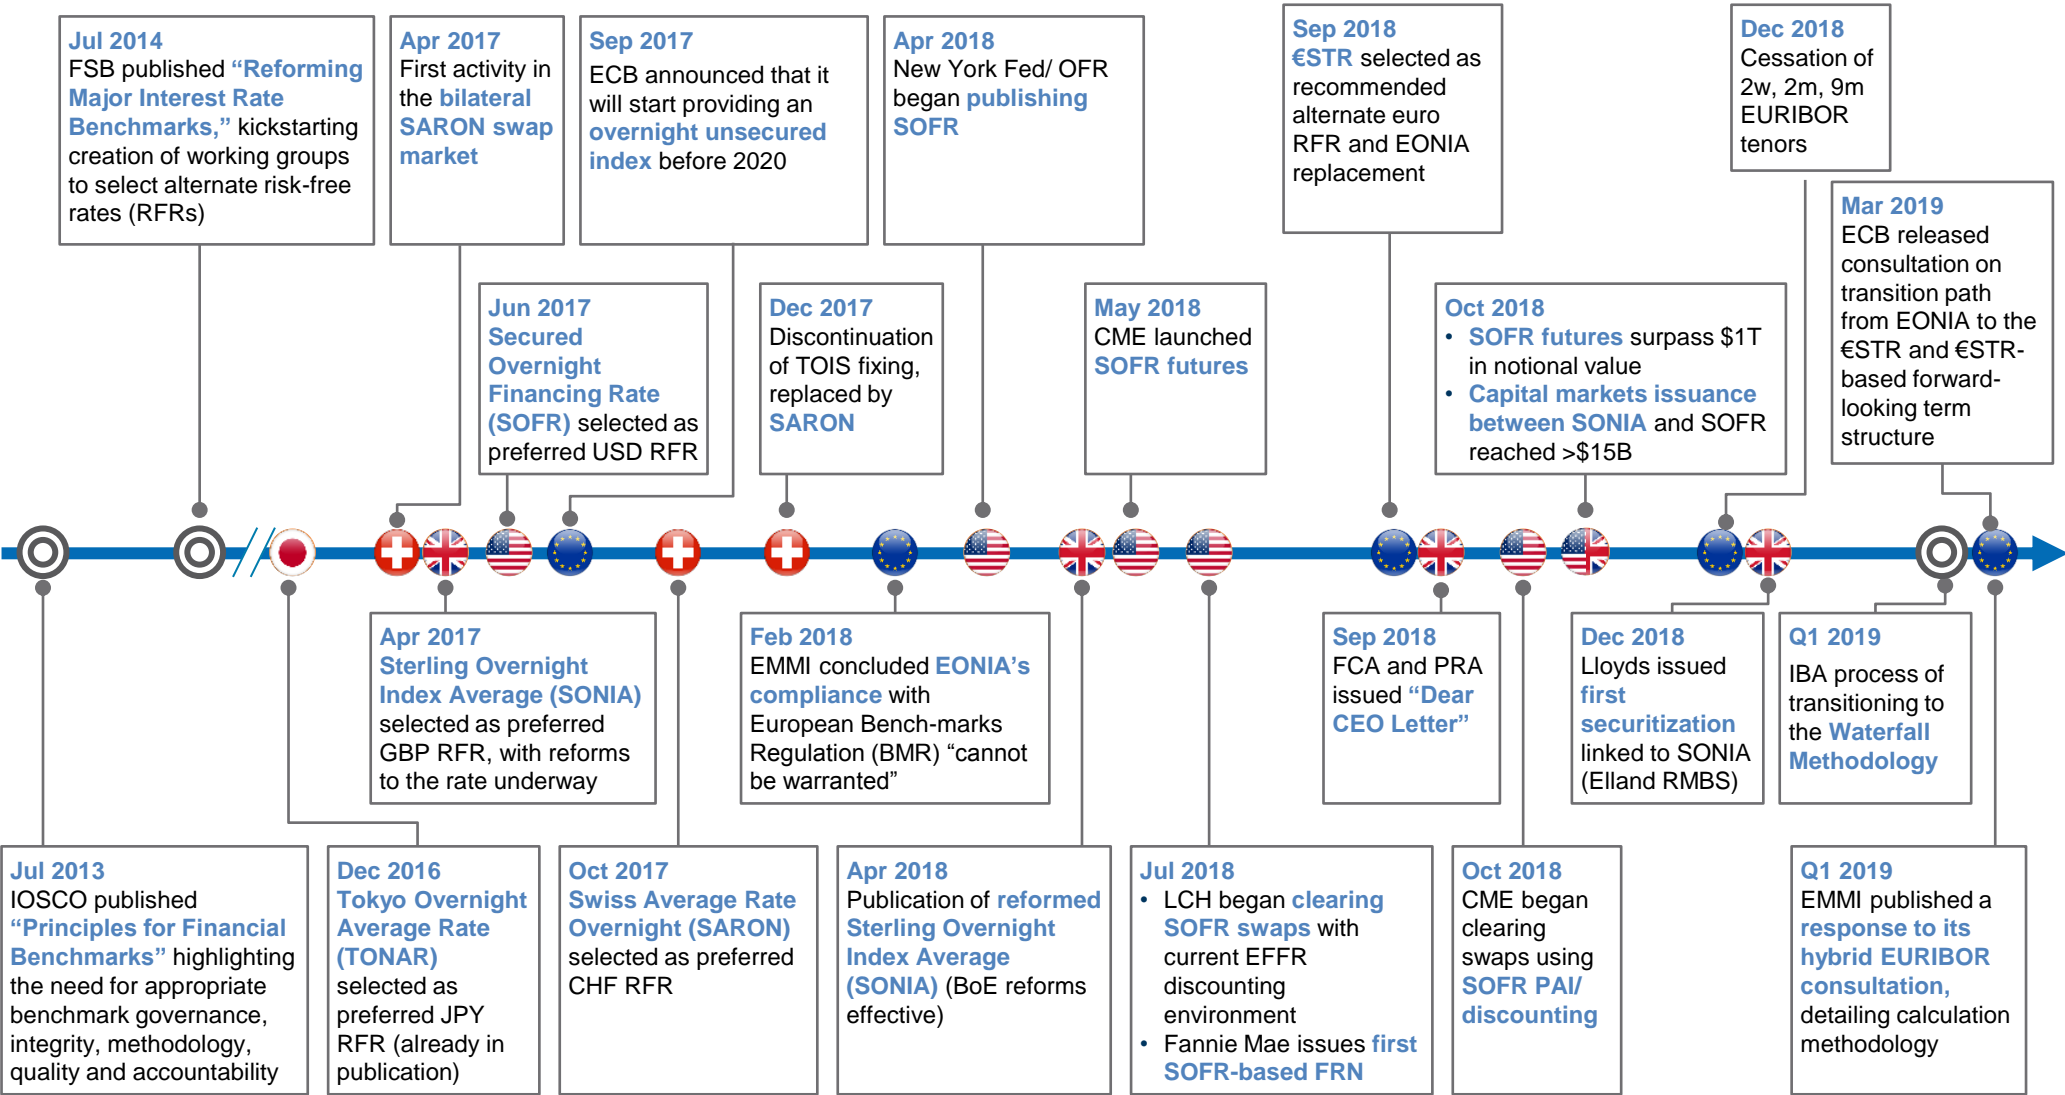 Jul 2014
FSB published “Reforming
Major Interest Rate
Benchmarks,” kickstarting
creation of working groups
to select alternate risk-free
rates (RFRs)
Apr 2017
First activity in
the bilateral
SARON swap
market
Sep 2017
ECB announced that it
will start providing an
overnight unsecured
index before 2020
Apr 2018
New York Fed/ OFR
began publishing
SOFR
Sep 2018
€STR selected as
recommended
alternate euro
RFR and EONIA
replacement
Dec 2018
Cessation of
2w, 2m, 9m
EURIBOR
tenors
Jun 2017
Secured
Overnight
Financing Rate
(SOFR) selected as
preferred USD RFR
Dec 2017
Discontinuation
of TOIS fixing,
replaced by
SARON
May 2018
CME launched
SOFR futures
Oct 2018
• SOFR futures surpass $1T
in notional value
• Capital markets issuance
between SONIA and SOFR
reached >$15B
Mar 2019
ECB released
consultation on
transition path
from EONIA to the
€STR and €STR-
based forward-
looking term
structure
Apr 2017
Sterling Overnight
Index Average (SONIA)
selected as preferred
GBP RFR, with reforms
to the rate underway
Feb 2018
EMMI concluded EONIA’s
compliance with
European Bench-marks
Regulation (BMR) “cannot
be warranted”
Sep 2018
FCA and PRA
issued “Dear
CEO Letter”
Dec 2018
Lloyds issued
first
securitization
linked to SONIA
(Elland RMBS)
Q1 2019
IBA process of
transitioning to
the Waterfall
Methodology
Jul 2013
IOSCO published
“Principles for Financial
Benchmarks” highlighting
the need for appropriate
benchmark governance,
integrity, methodology,
quality and accountability
Dec 2016
Tokyo Overnight
Average Rate
(TONAR)
selected as
preferred JPY
RFR (already in
publication)
Oct 2017
Swiss Average Rate
Overnight (SARON)
selected as preferred
CHF RFR
Apr 2018
Publication of reformed
Sterling Overnight
Index Average
(SONIA) (BoE reforms
effective)
Jul 2018
• LCH began clearing
SOFR swaps with
current EFFR
discounting
environment
• Fannie Mae issues first
SOFR-based FRN
Oct 2018
CME began
clearing
swaps using
SOFR PAI/
discounting
Q1 2019
EMMI published a
response to its
hybrid EURIBOR
consultation,
detailing calculation
methodology